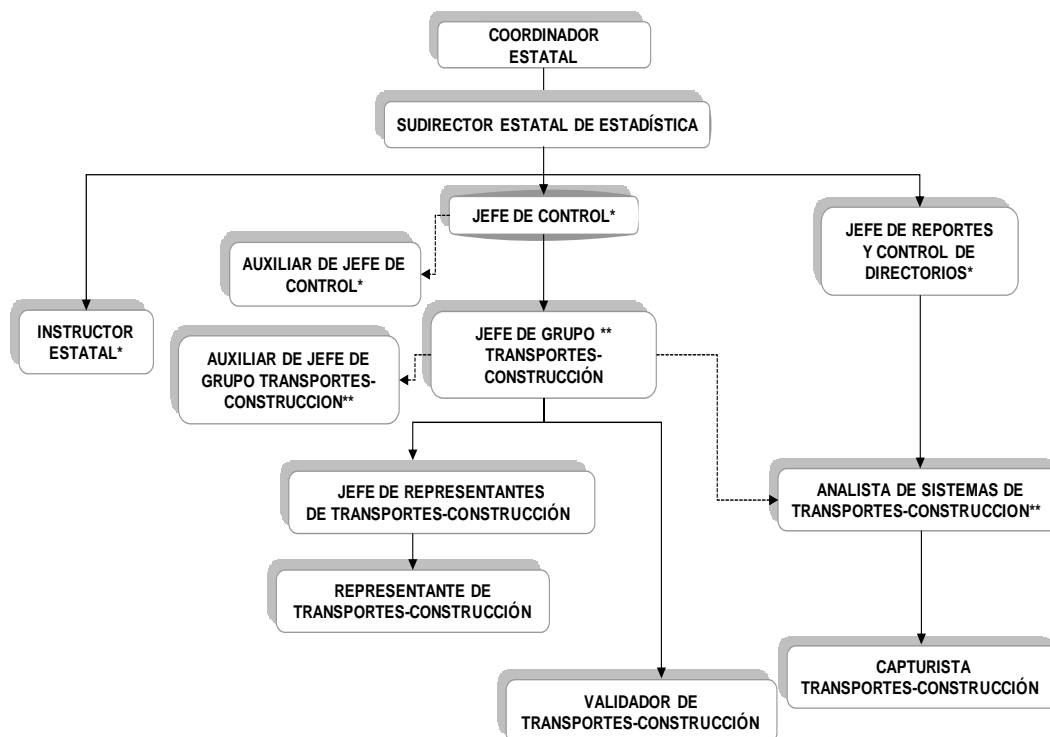 COORDINADOR
ESTATAL
SUDIRECTOR ESTATAL DE ESTADÍSTICA
JEFE DE CONTROL*
JEFE DE REPORTES
Y CONTROL DE
DIRECTORIOS*
AUXILIAR DE JEFE DE
CONTROL*
INSTRUCTOR
ESTATAL*
JEFE DE GRUPO **
TRANSPORTES-
CONSTRUCCIÓN
AUXILIAR DE JEFE DE
GRUPO TRANSPORTES-
CONSTRUCCION**
JEFE DE REPRESENTANTES
DE TRANSPORTES-CONSTRUCCIÓN
ANALISTA DE SISTEMAS DE
TRANSPORTES-CONSTRUCCION**
REPRESENTANTE DE
TRANSPORTES-CONSTRUCCIÓN
CAPTURISTA
TRANSPORTES-CONSTRUCCIÓN
VALIDADOR DE
TRANSPORTES-CONSTRUCCIÓN